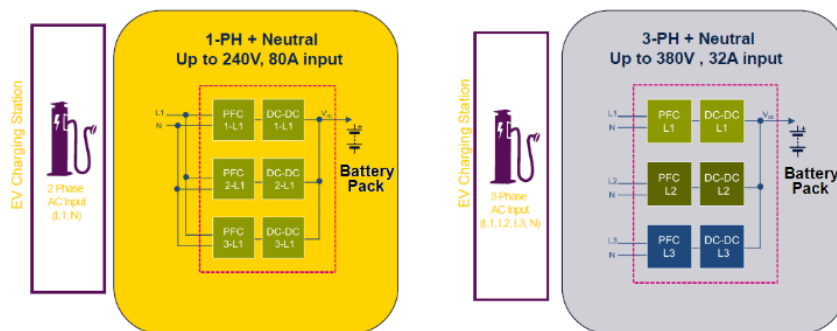 EV Charging Station
2 Phase
AC Input
(L1, N)
1-PH + Neutral
Up to 240V, 80A input
L1
N
PFC
1-L1
DC-DC
1-L1
PFC
2-L1
DC-DC
2-L1
PFC
3-L1
DC-DC
3-L1
+
Battery
Pack
EV Charging Station
3 Phase
AC Input
(L1, L2, L3, N)
3-PH + Neutral
Up to 380V , 32A input
L1
N
PFC
L1
DC-DC
L1
L2
N
PFC
L2
DC-DC
L2
L3
N
PFC
L3
DC-DC
L3
+
Battery
Pack